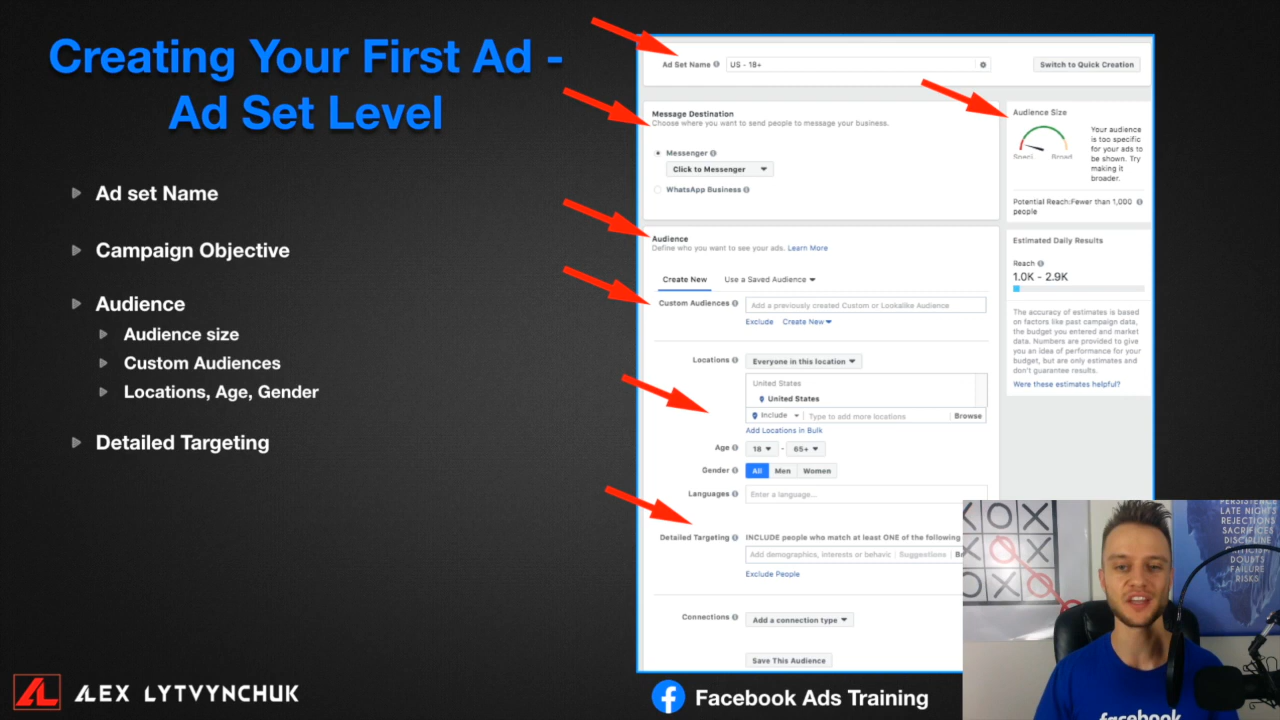 Creating Your First Ad -
Ad Set Level
Ad set Name
Campaign Objective
Audience
Audience size
Custom Audiences
Locations, Age, Gender
Detailed Targeting
ALEX LYTVYNCHUK
Ad Set Name
US - 18+
Switch to Quick Creation
Message Destination
Choose where you want to send people to message your business.
Messenger
Click to Messenger
WhatsApp Business
Audience
Define who you want to see your ads. Learn More
Create New
Use a Saved Audience
Custom Audiences
Add a previously created Custom or Lookalike Audience
Exclude
Create New
Locations
Everyone in this location
United States
United States
Include
Type to add more locations
Browse
Add Locations in Bulk
Age
18
-
65+
Gender
All
Men
Women
Languages
Enter a language...
Detailed Targeting
INCLUDE people who match at least ONE of the following
Add demographics, interests or behavic
Suggestions
Exclude People
Connections
Add a connection type
Save This Audience
Audience Size
Speci
Broad
Your audience
is too specific
for your ads to
be shown. Try
making it
broader.
Potential Reach:Fewer than 1,000
people
Estimated Daily Results
Reach
1.0K - 2.9K
The accuracy of estimates is based
on factors like past campaign data,
the budget you entered and market
data. Numbers are provided to give
you an idea of performance for your
budget, but are only estimates and
don't guarantee results.
Were these estimates helpful?
Facebook Ads Training
PERSISTENCE
LATE NIGHTS
REJECTIONS
SACRIFICES
DISCIPLINE
CRITICISM
DOUBTS
FAILURE
RISKS
facebook